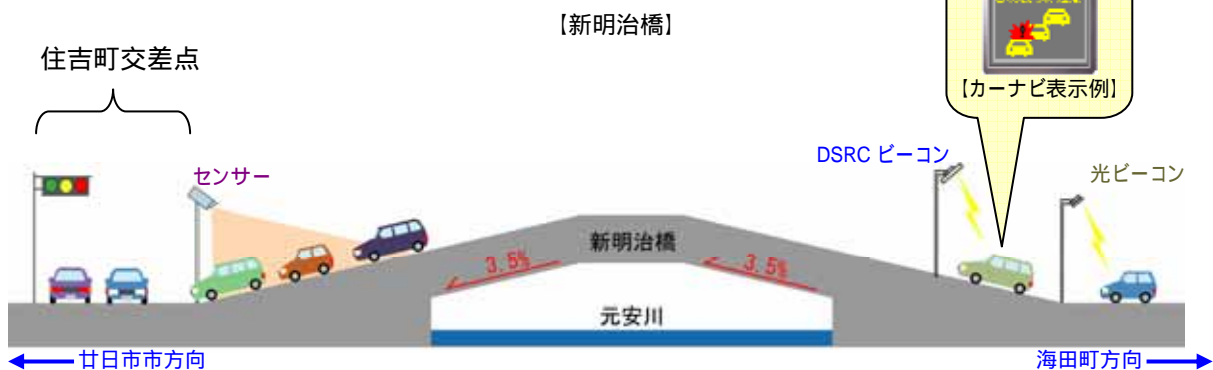 【新明治橋】
住吉町交差点
【カーナビ表示例】
DSRC ビーコン
センサー
光ビーコン
新明治橋
3.5%
3.5%
元安川
廿日市市方向
海田町方向